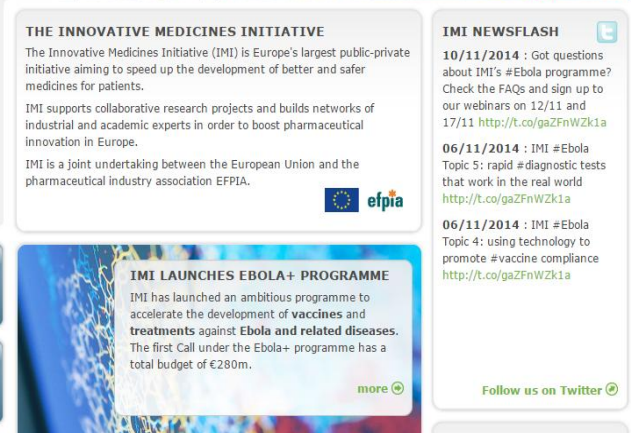 THE INNOVATIVE MEDICINES INITIATIVE
The Innovative Medicines Initiative (IMI) is Europe's largest public-private
initiative aiming to speed up the development of better and safer
medicines for patients.
IMI supports collaborative research projects and builds networks of
industrial and academic experts in order to boost pharmaceutical
innovation in Europe.
IMI is a joint undertaking between the European Union and the
pharmaceutical industry association EFPIA.
efpia
IMI LAUNCHES EBOLA+ PROGRAMME
IMI has launched an ambitious programme to
accelerate the development of vaccines and
treatments against Ebola and related diseases.
The first Call under the Ebola+ programme has a
total budget of €280m.
more
IMI NEWSFLASH
10/11/2014 : Got questions
about IMI's #Ebola programme?
Check the FAQs and sign up to
our webinars on 12/11 and
17/11 http://t.co/gaZFnWZk1a
06/11/2014 : IMI #Ebola
Topic 5: rapid #diagnostic tests
that work in the real world
http://t.co/gaZFnWZk1a
06/11/2014 : IMI #Ebola
Topic 4: using technology to
promote #vaccine compliance
http://t.co/gaZFnWZk1a
Follow us on Twitter